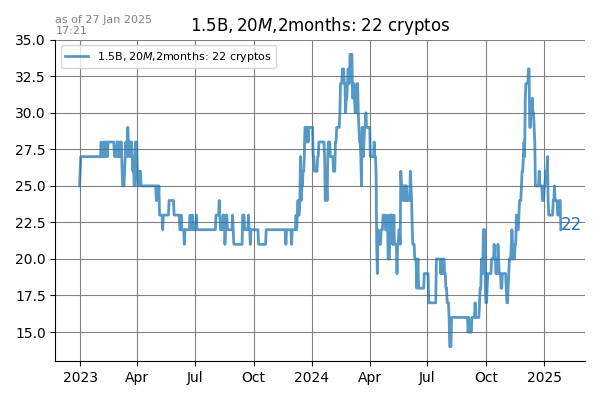 as of 27 Jan 2025
17:21
1.5B, 20M,2months: 22 cryptos
1.5B, 20M,2months: 22 cryptos
35.0
32.5
30.0
27.5
25.0
22.5
20.0
17.5
15.0
22
2023
Apr
Jul
Oct
2024
Apr
Jul
Oct
2025